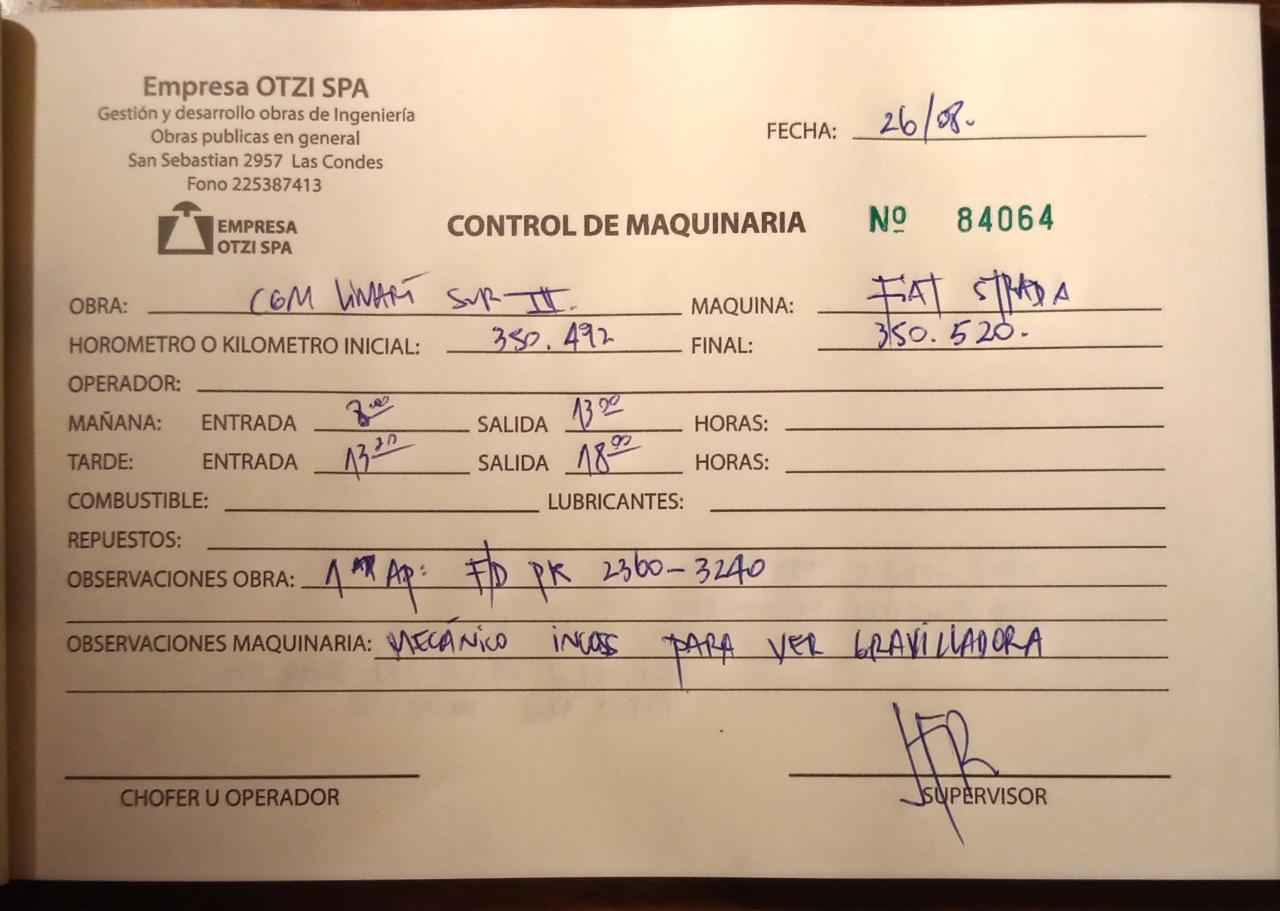 Empresa OTZI SPA
Gestión y desarrollo obras de Ingeniería
Obras publicas en general
San Sebastian 2957 Las Condes
Fono 225387413
EMPRESA
OTZI SPA
FECHA: 26/08.
CONTROL DE MAQUINARIA Nº 84064
OBRA: CGM LINARI SUR II. MAQUINA: FIAT STRADA
HOROMETRO O KILOMETRO INICIAL: 350.492 FINAL: 350.520.
OPERADOR:
MAÑANA: ENTRADA 8:00 SALIDA 13:00 HORAS:
TARDE: ENTRADA 13:20 SALIDA 18:00 HORAS:
COMBUSTIBLE: LUBRICANTES:
REPUESTOS:
OBSERVACIONES OBRA: 1 AP: F/D PK 2360-3240
OBSERVACIONES MAQUINARIA: MECÁNICO PARA VER GRAVILLADORA
CHOFER U OPERADOR SUPERVISOR